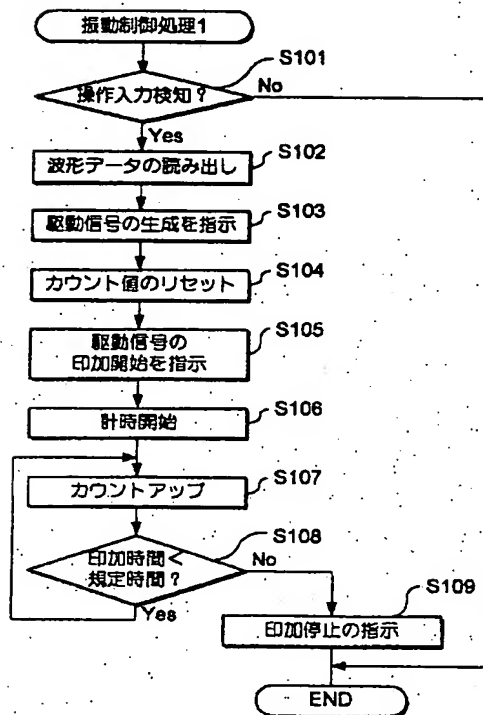 振動制御処理1
S101
操作入力検知?
No
Yes
波形データの読み出し
S102
駆動信号の生成を指示
S103
カウント値のリセット
S104
駆動信号の
印加開始を指示
S105
計時開始
S106
カウントアップ
S107
印加時間<
規定時間?
S108
No
Yes
S109
印加停止の指示
END